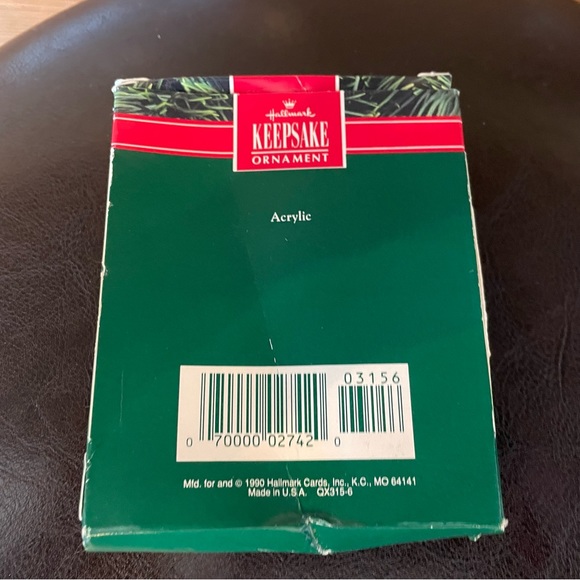 Hallmark
KEEPSAKE
ORNAMENT
Acrylic
03156
0 70000 02742 0
Mfd. for and © 1990 Hallmark Cards, Inc., K.C., MO 64141
Made in U.S.A. QX315-6